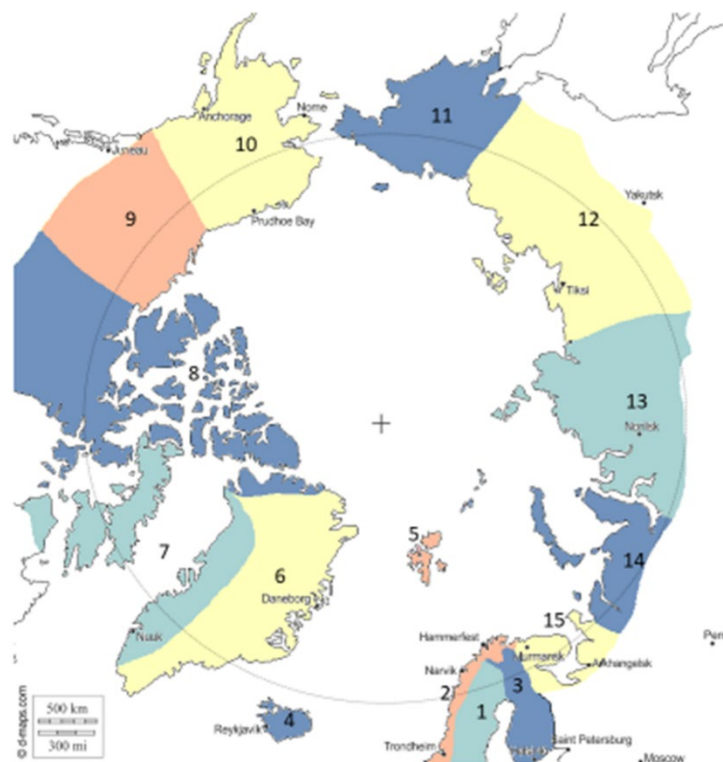 Nome
Anchorage
11
10
Juneau
Yakutsk
9
Prudhoe Bay
12
Tiksi
8
13
Norilsk
5
7
14
6
Daneborg
15
Nuuk
Hammerfest
Murmansk
Arkhangelsk
Narvik
2
3
500 km
1
4
Reykjavik
300 mi
Saint Petersburg
Helsinki
Trondheim
Moscow
© d-maps.com